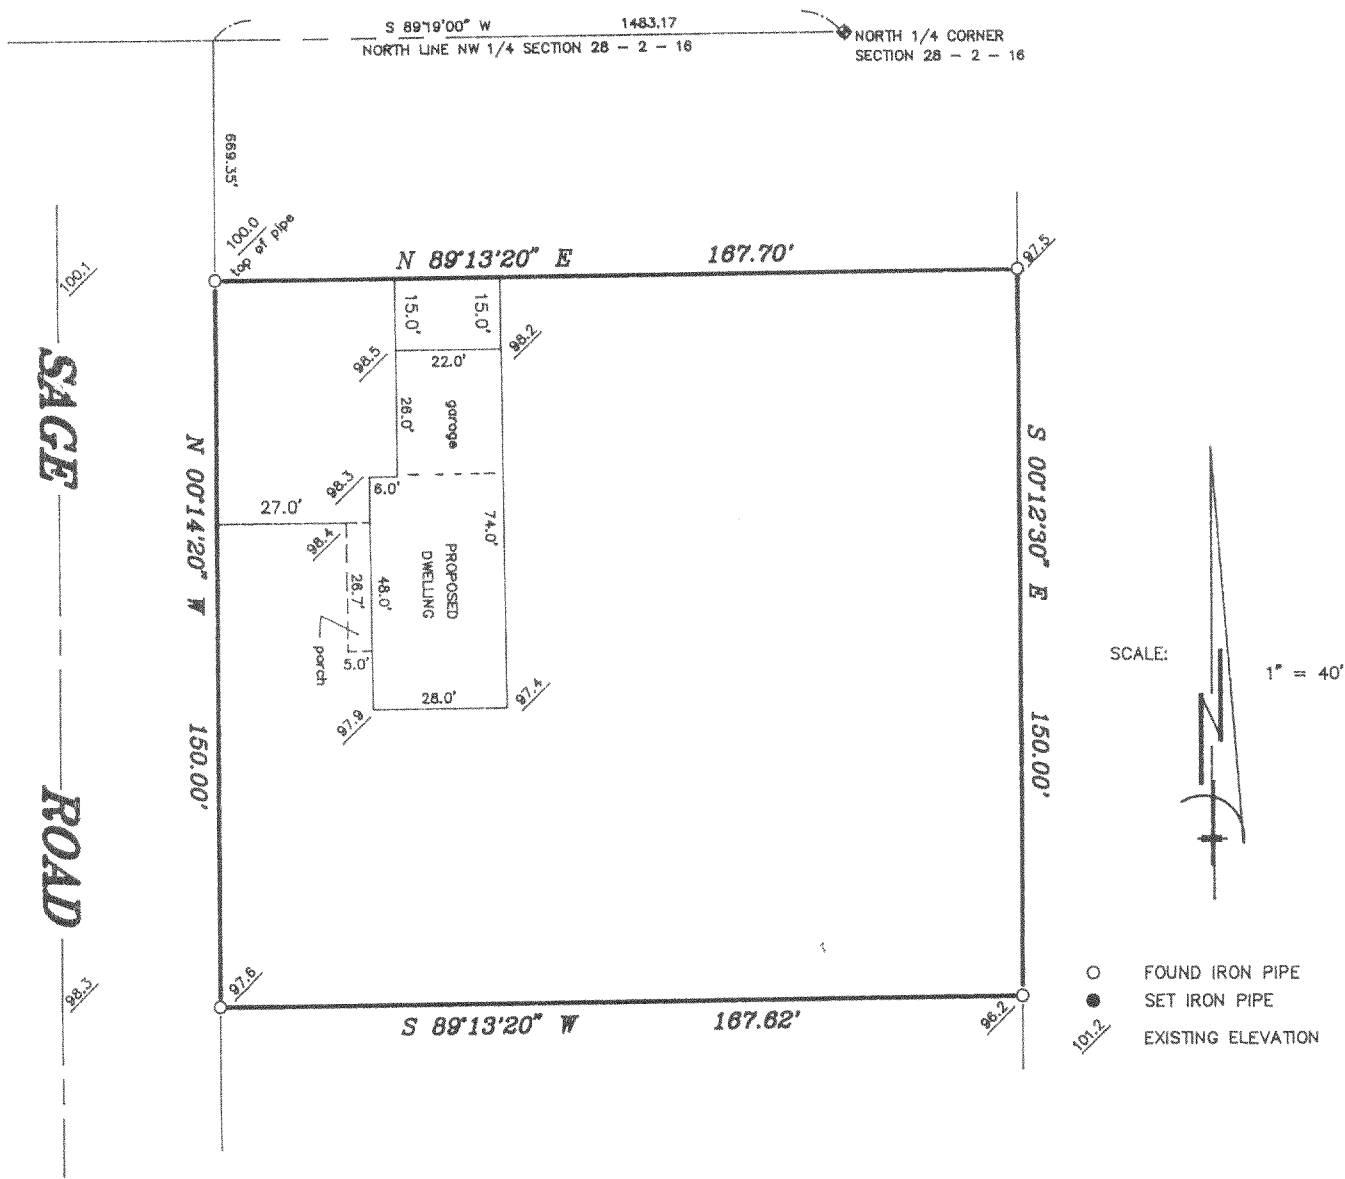 S 89°19'00" W 1483.17
NORTH LINE NW 1/4 SECTION 28 - 2 - 16
NORTH 1/4 CORNER
SECTION 28 - 2 - 16
669.35'
100.0
top of pipe
100.1
N 89°13'20" E 167.70'
97.5
15.0'
15.0'
98.5
98.2
22.0'
26.0'
garage
SAGE
ROAD
N 00°14'20" W 150.00'
S 00°12'30" E 150.00'
98.3
6.0'
27.0'
98.4
74.0'
PROPOSED
DWELLING
26.7'
48.0'
porch
5.0'
28.0'
97.9
97.4
SCALE:
1" = 40'
N
98.3
97.6
S 89°13'20" W 167.62'
96.2
FOUND IRON PIPE
SET IRON PIPE
101.2 EXISTING ELEVATION